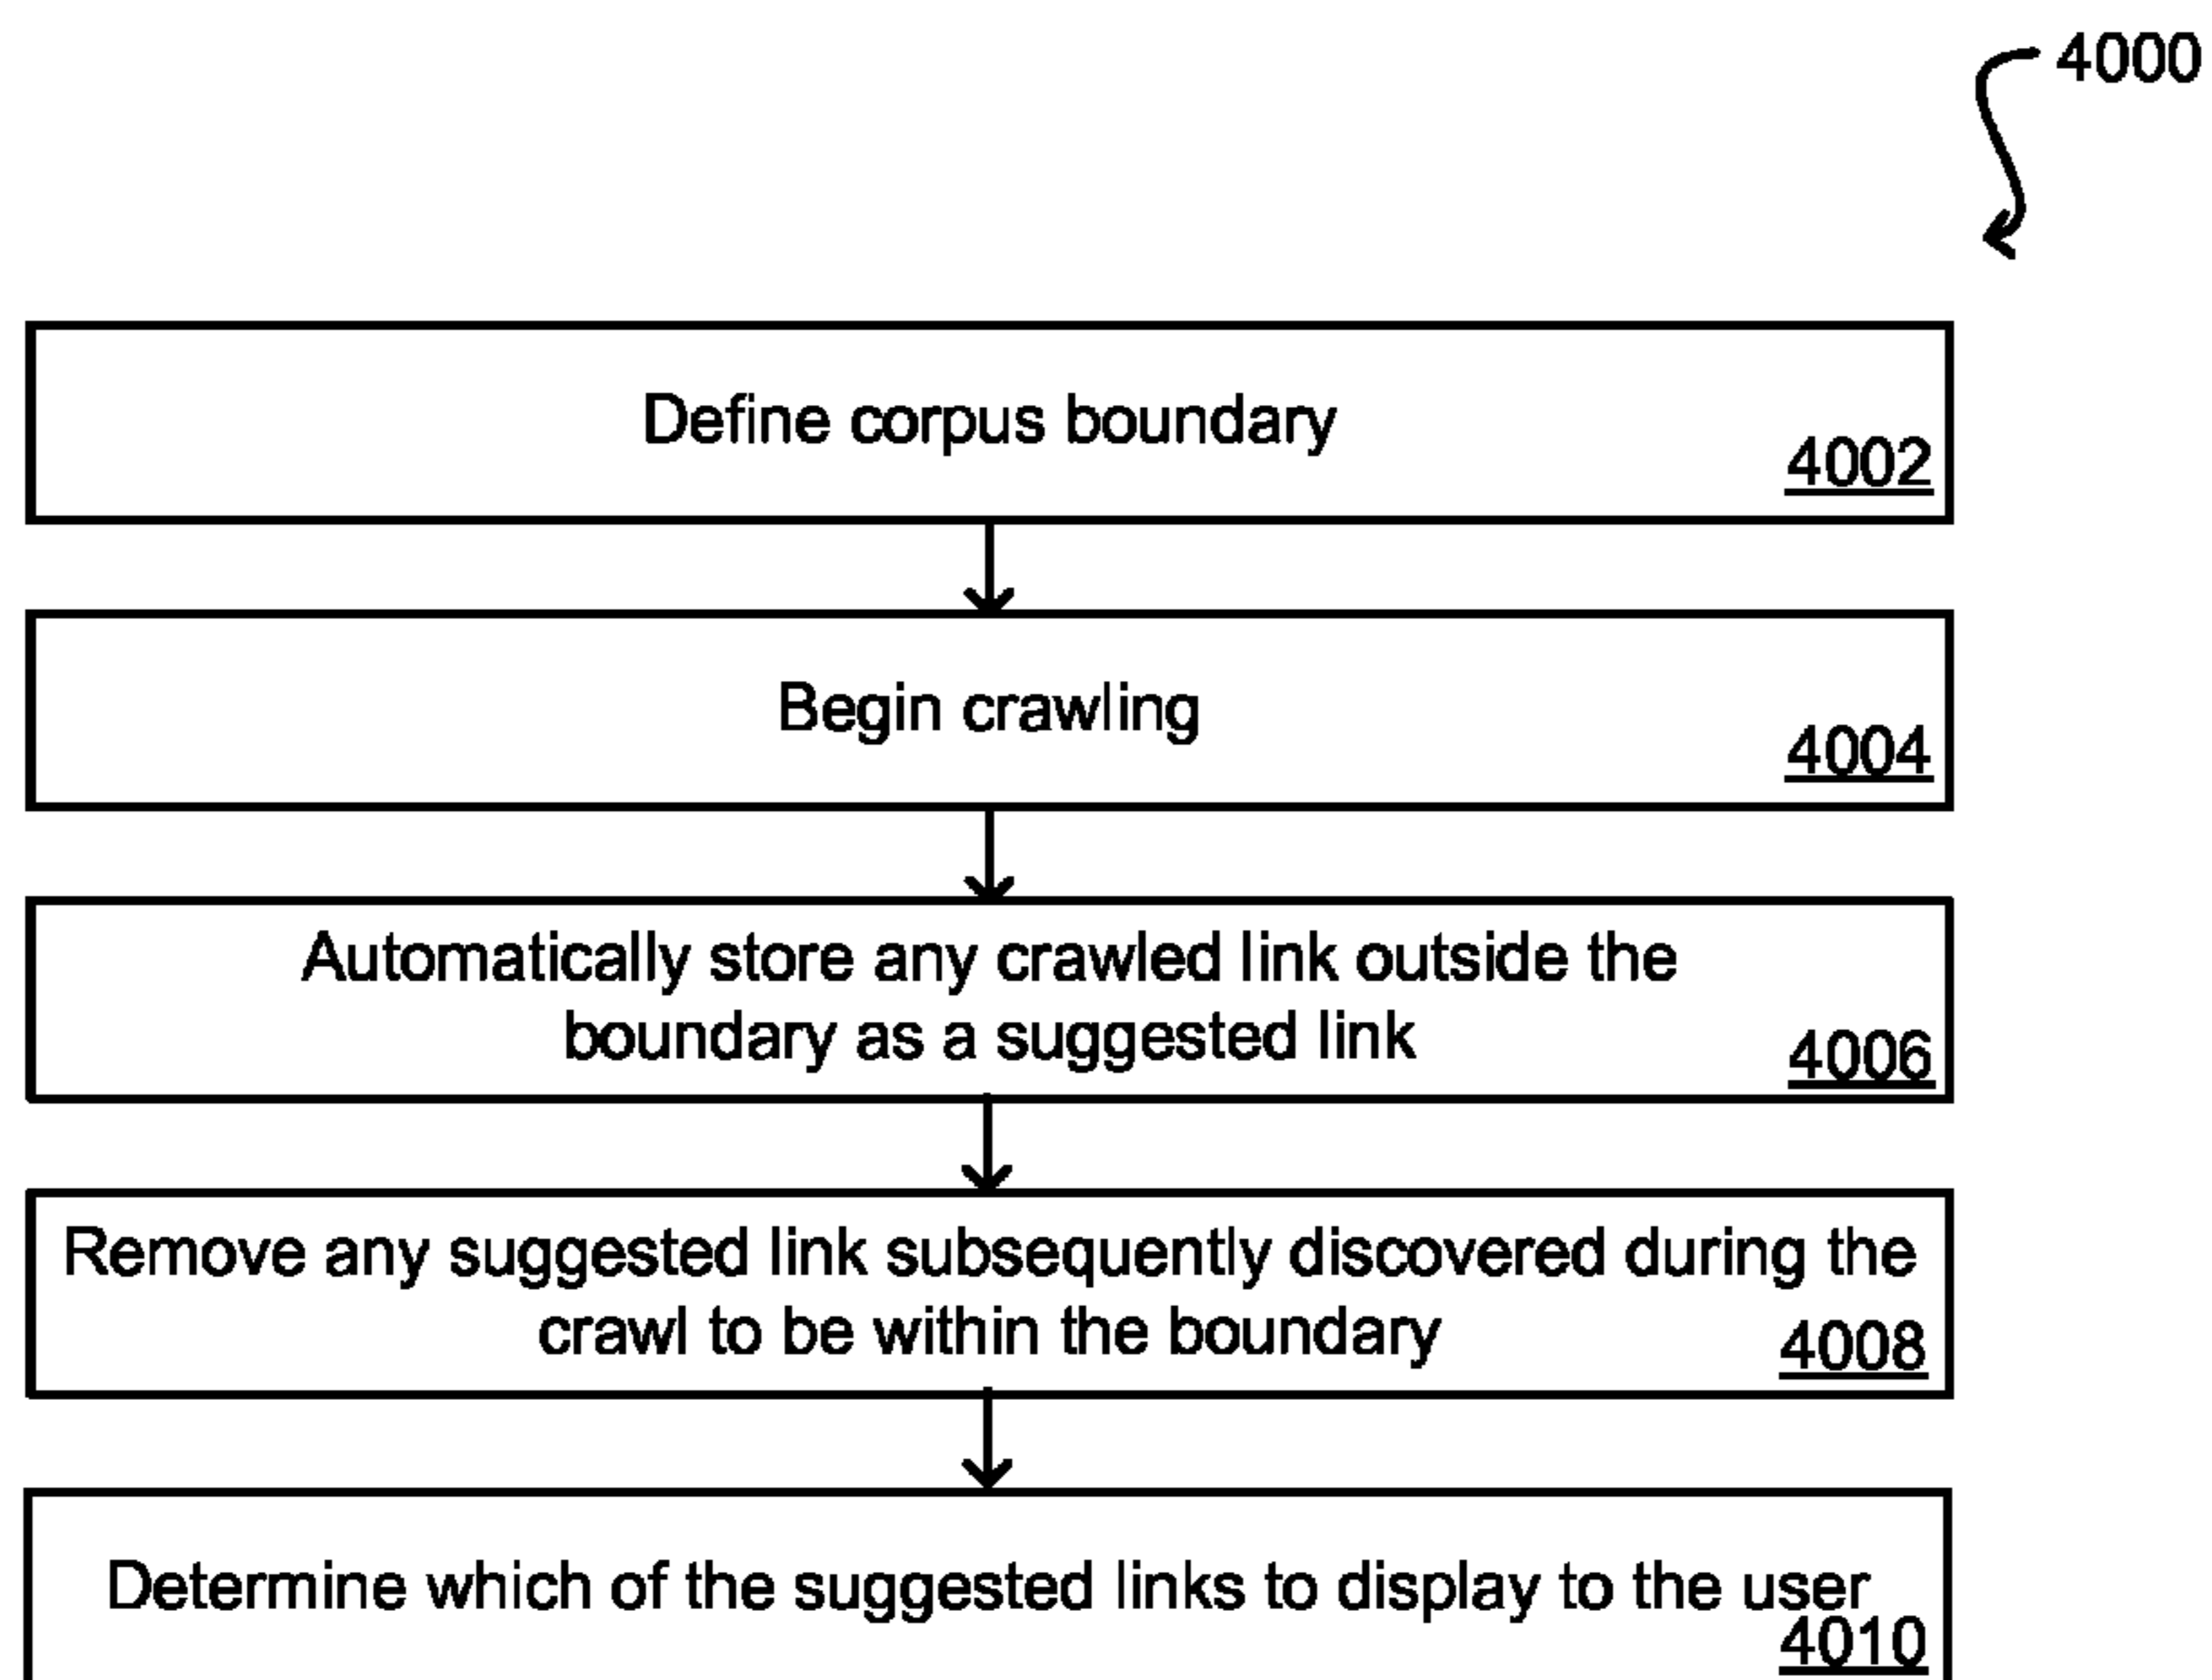 4000
Define corpus boundary
4002
Begin crawling
4004
Automatically store any crawled link outside the
boundary as a suggested link
4006
Remove any suggested link subsequently discovered during the
crawl to be within the boundary
4008
Determine which of the suggested links to display to the user
4010